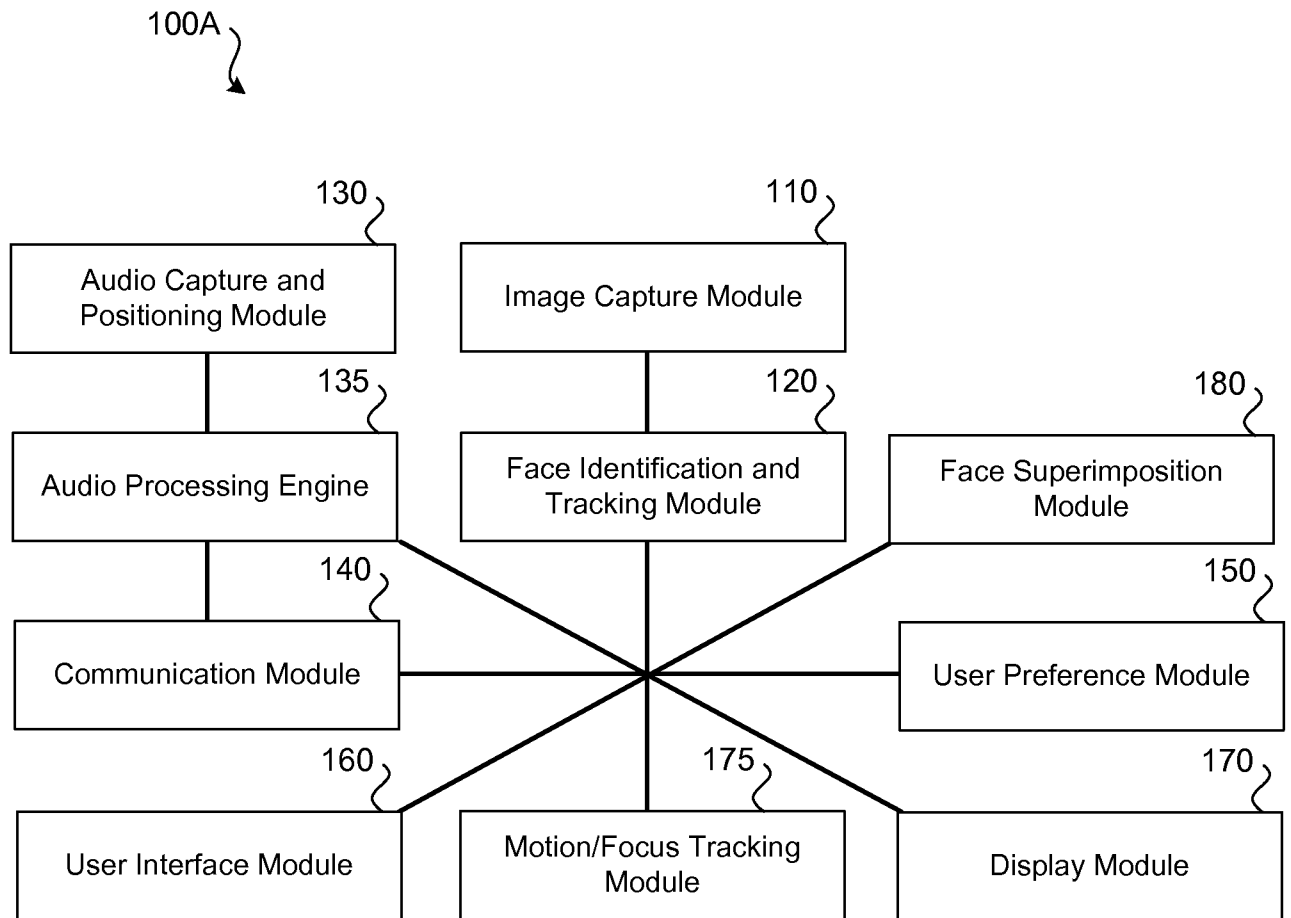 100A
130
Audio Capture and
Positioning Module
110
Image Capture Module
135
Audio Processing Engine
120
Face Identification and
Tracking Module
180
Face Superimposition
Module
140
Communication Module
150
User Preference Module
160
User Interface Module
175
Motion/Focus Tracking
Module
170
Display Module